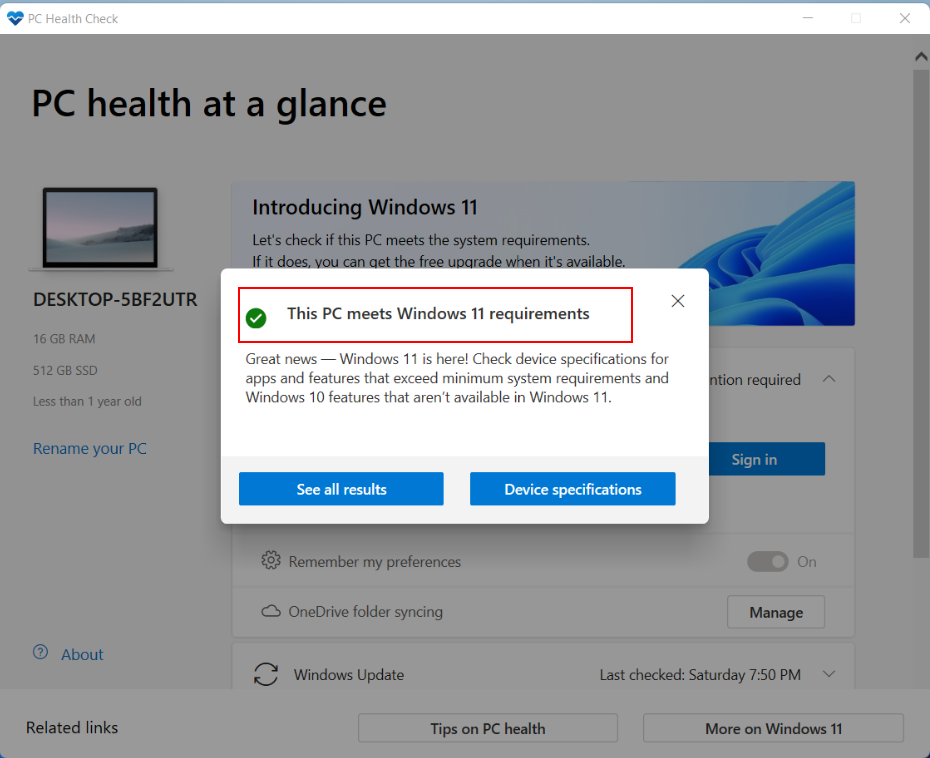 PC Health Check
PC health at a glance
Introducing Windows 11
Let's check if this PC meets the system requirements.
If it does, you can get the free upgrade when it's available.
DESKTOP-5BF2UTR
16 GB RAM
512 GB SSD
Less than 1 year old
Rename your PC
This PC meets Windows 11 requirements
Great news — Windows 11 is here! Check device specifications for
apps and features that exceed minimum system requirements and
Windows 10 features that aren't available in Windows 11.
See all results
Device specifications
required
Sign in
Remember my preferences
On
OneDrive folder syncing
Manage
About
Windows Update
Last checked: Saturday 7:50 PM
Related links
Tips on PC health
More on Windows 11